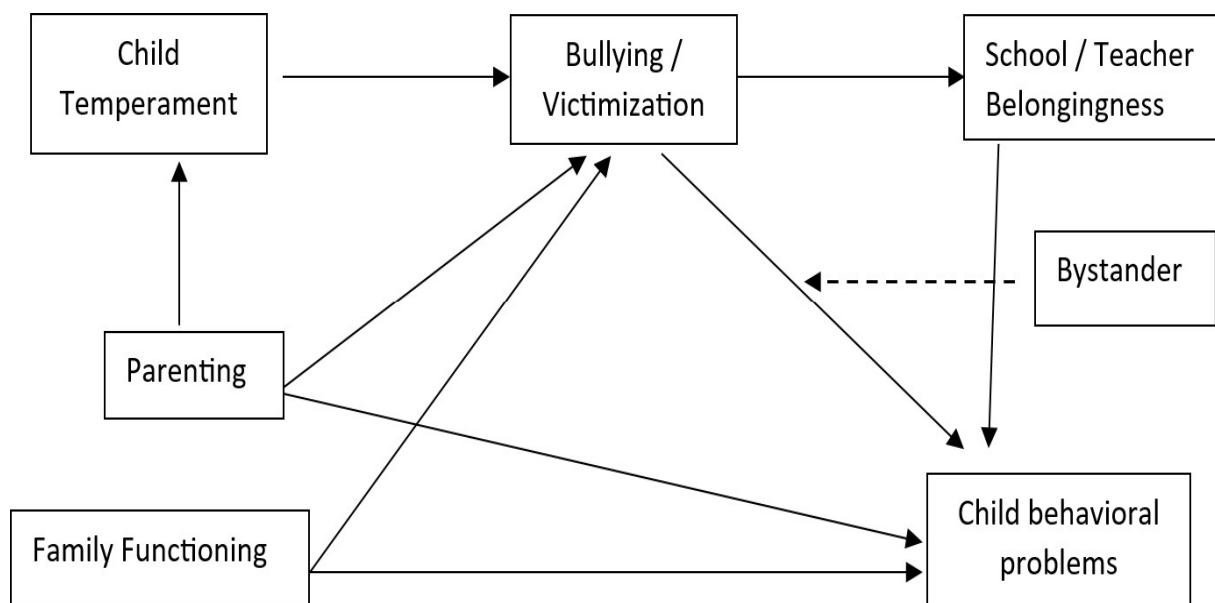 Child
Temperament
Bullying /
Victimization
School / Teacher
Belongingness
Bystander
Parenting
Family Functioning
Child behavioral
problems